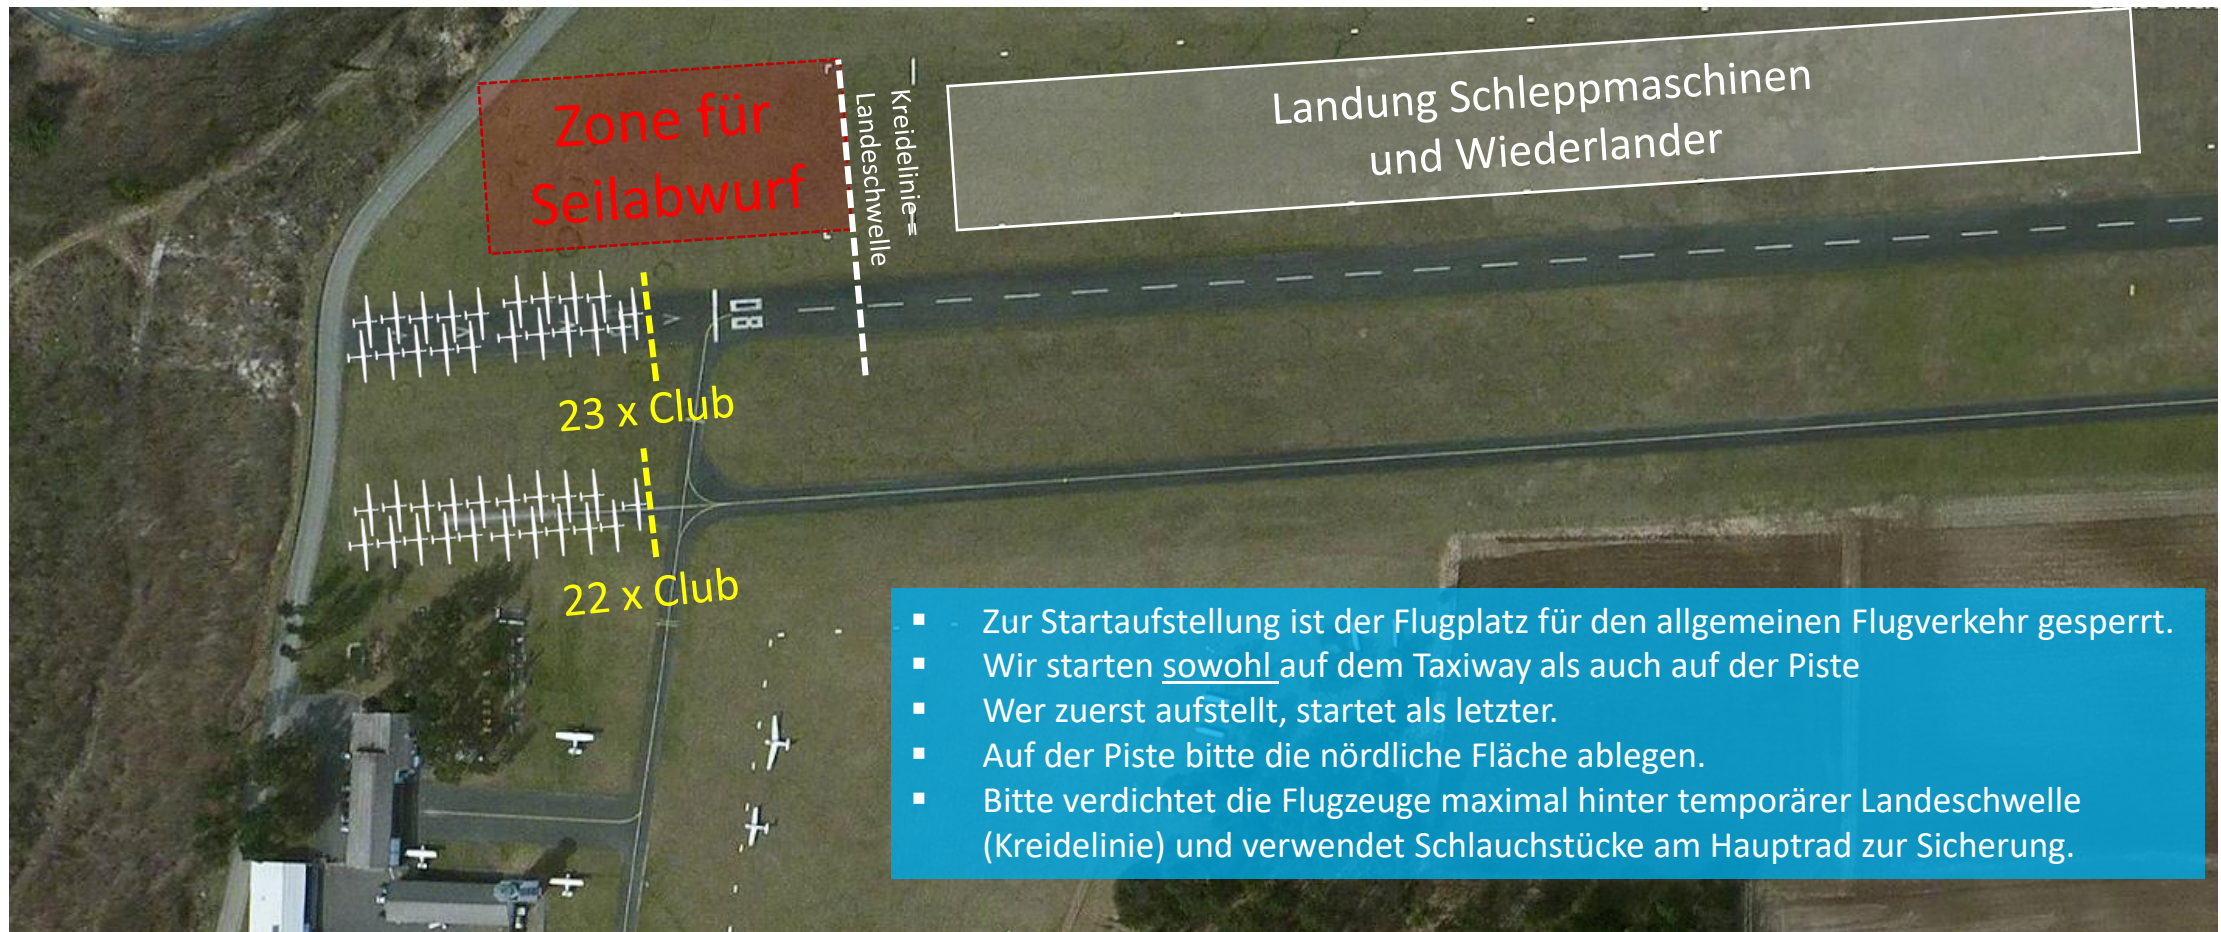 Zone für
Seilabwurf
Kreidelinie =
Landeschwelle
Landung Schleppmaschinen
und Wiederlander
08
23 x Club
22 x Club
▪ Zur Startaufstellung ist der Flugplatz für den allgemeinen Flugverkehr gesperrt.
▪ Wir starten sowohl auf dem Taxiway als auch auf der Piste
▪ Wer zuerst aufstellt, startet als letzter.
▪ Auf der Piste bitte die nördliche Fläche ablegen.
▪ Bitte verdichtet die Flugzeuge maximal hinter temporärer Landeschwelle
(Kreidelinie) und verwendet Schlauchstücke am Hauptrad zur Sicherung.